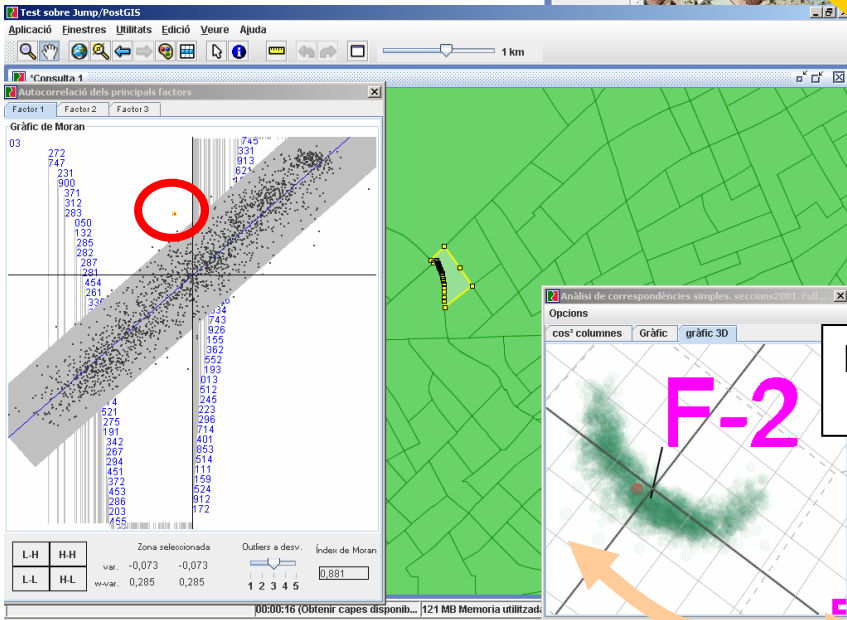 Test sobre Jump/PostGIS
Aplicació Finestres Utilitats Edició Veure Ajuda
1 km
*Consulta 1
Autocorrelació dels principals factors
Factor 1 Factor 2 Factor 3
Gràfic de Moran
03
272
747
231
900
371
312
283
050
132
285
282
287
281
454
261
745
331
913
621
743
926
155
362
552
193
013
512
245
223
296
714
401
853
514
111
159
524
912
172
521
275
191
342
267
294
451
372
453
286
203
455
L-H H-H
L-L H-L
Zona seleccionada
var. -0,073 -0,073
w-var. 0,285 0,285
Outliers a desv.
1 2 3 4 5
Índex de Moran
0,881
00:00:16 (Obtenir capes disponib... 121 MB Memoria utilitzad
Anàlisi de correspondències simples. seccions2001. Full ...
Opcions
cos² columnes Gràfic gràfic 3D
F-2